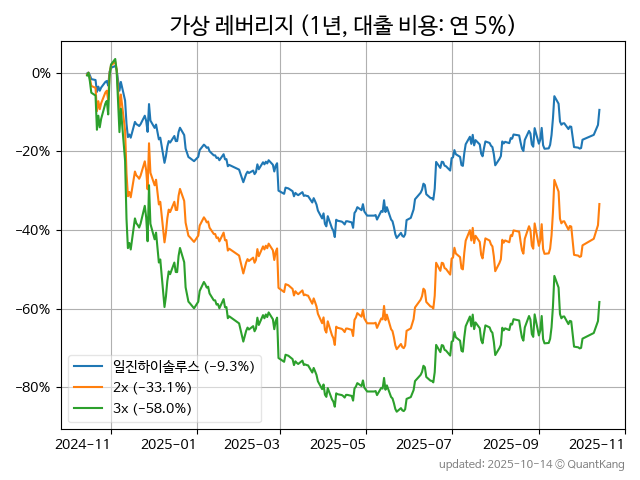 가상 레버리지 (1년, 대출 비용: 연 5%)
0%
−20%
−40%
−60%
−80%
일진하이솔루스 (−9.3%)
2x (−33.1%)
3x (−58.0%)
2024-11 2025-01 2025-03 2025-05 2025-07 2025-09 2025-11
updated: 2025-10-14 © QuantKang